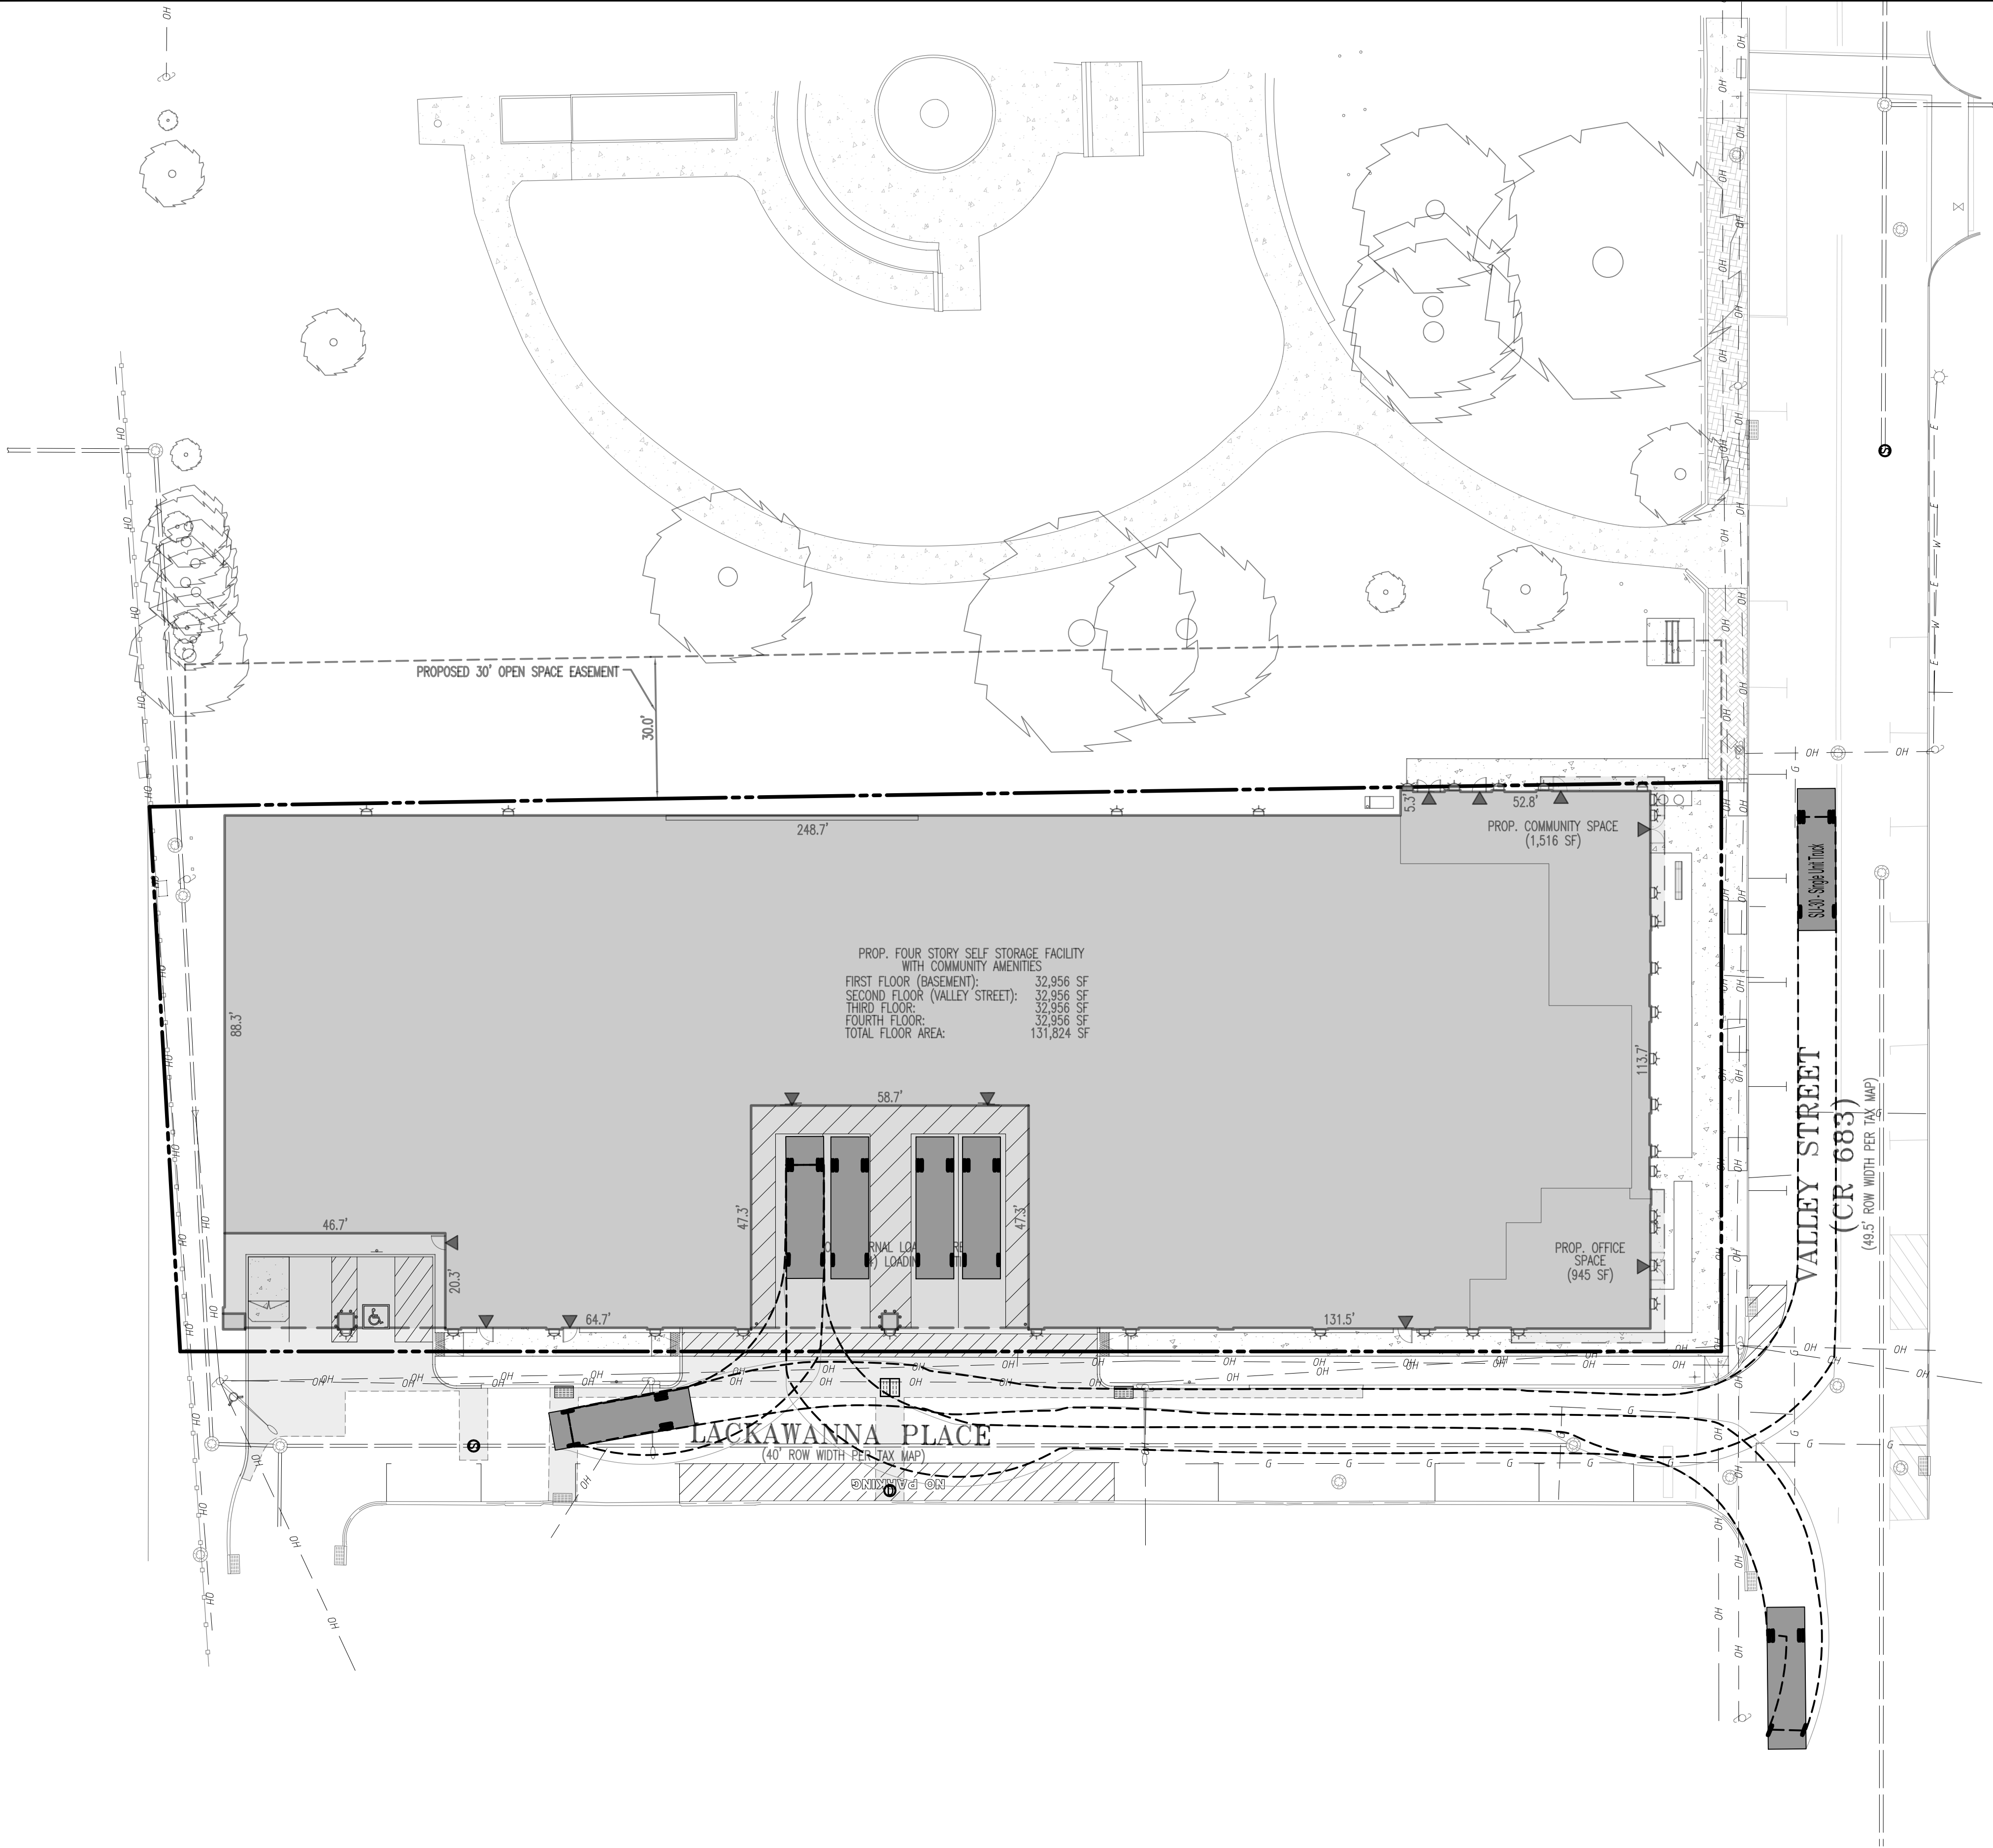 PROPOSED 30' OPEN SPACE EASEMENT
30.0'
248.7'
5.3'
52.8'
PROP. COMMUNITY SPACE
(1,516 SF)
SU-30 - Single Unit Truck
PROP. FOUR STORY SELF STORAGE FACILITY
WITH COMMUNITY AMENITIES
FIRST FLOOR (BASEMENT): 32,956 SF
SECOND FLOOR (VALLEY STREET): 32,956 SF
THIRD FLOOR: 32,956 SF
FOURTH FLOOR: 32,956 SF
TOTAL FLOOR AREA: 131,824 SF
88.3'
113.7'
58.7'
47.3'
47.3'
46.7'
20.3'
64.7'
131.5'
PROP. OFFICE
SPACE
(945 SF)
VALLEY STREET
(CR 683)
(49.5' ROW WIDTH PER TAX MAP)
LACKAWANNA PLACE
(40' ROW WIDTH PER TAX MAP)
NO PARKING
OH
G
E
W
S
D